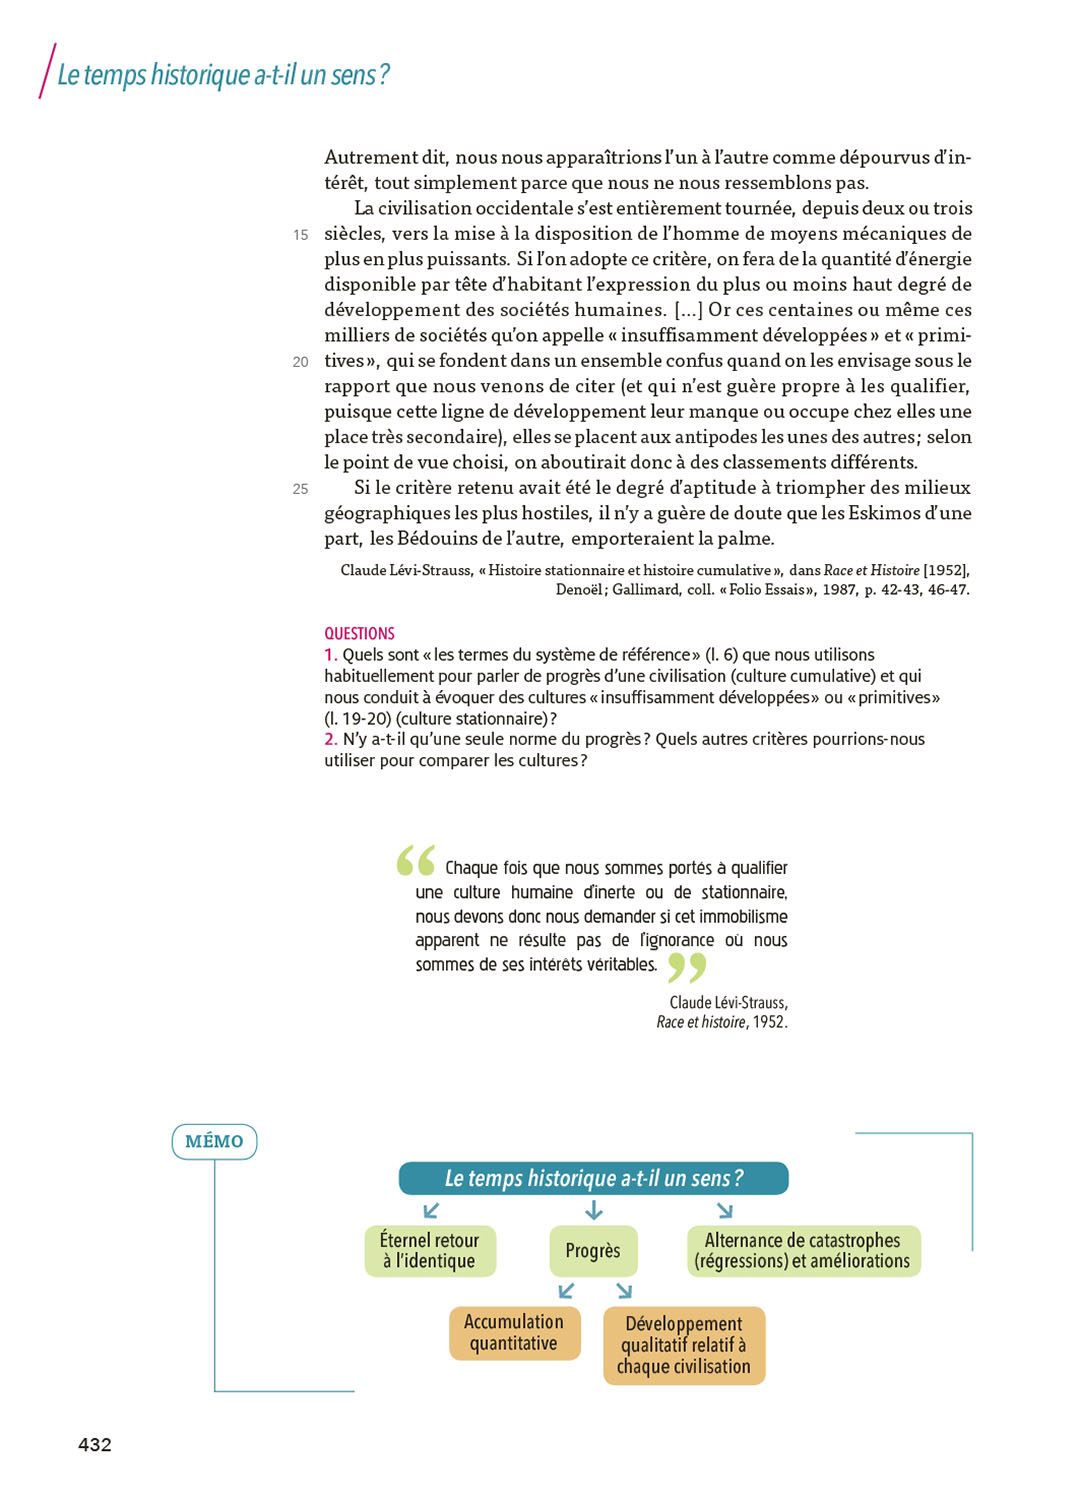 Le temps historique a-t-il un sens ?
Autrement dit, nous nous apparaîtrions l’un à l’autre comme dépourvus d’in-
térêt, tout simplement parce que nous ne nous ressemblons pas.
La civilisation occidentale s’est entièrement tournée, depuis deux ou trois
15 siècles, vers la mise à la disposition de l’homme de moyens mécaniques de
plus en plus puissants. Si l’on adopte ce critère, on fera de la quantité d’énergie
disponible par tête d’habitant l’expression du plus ou moins haut degré de
développement des sociétés humaines. [...] Or ces centaines ou même ces
milliers de sociétés qu’on appelle « insuffisamment développées » et « primi-
20 tives », qui se fondent dans un ensemble confus quand on les envisage sous le
rapport que nous venons de citer (et qui n’est guère propre à les qualifier,
puisque cette ligne de développement leur manque ou occupe chez elles une
place très secondaire), elles se placent aux antipodes les unes des autres ; selon
le point de vue choisi, on aboutirait donc à des classements différents.
25 Si le critère retenu avait été le degré d’aptitude à triompher des milieux
géographiques les plus hostiles, il n’y a guère de doute que les Eskimos d’une
part, les Bédouins de l’autre, emporteraient la palme.
Claude Lévi-Strauss, « Histoire stationnaire et histoire cumulative », dans Race et Histoire [1952],
Denoël ; Gallimard, coll. « Folio Essais », 1987, p. 42-43, 46-47.
QUESTIONS
1. Quels sont « les termes du système de référence » (l. 6) que nous utilisons
habituellement pour parler de progrès d’une civilisation (culture cumulative) et qui
nous conduit à évoquer des cultures « insuffisamment développées » ou « primitives »
(l. 19-20) (culture stationnaire) ?
2. N’y a-t-il qu’une seule norme du progrès ? Quels autres critères pourrions-nous
utiliser pour comparer les cultures ?
“ Chaque fois que nous sommes portés à qualifier
une culture humaine d’inerte ou de stationnaire,
nous devons donc nous demander si cet immobilisme
apparent ne résulte pas de l’ignorance où nous
sommes de ses intérêts véritables. ”
Claude Lévi-Strauss,
Race et histoire, 1952.
MÉMO
Le temps historique a-t-il un sens ?
Éternel retour
à l’identique
Progrès
Alternance de catastrophes
(régressions) et améliorations
Accumulation
quantitative
Développement
qualitatif relatif à
chaque civilisation
432